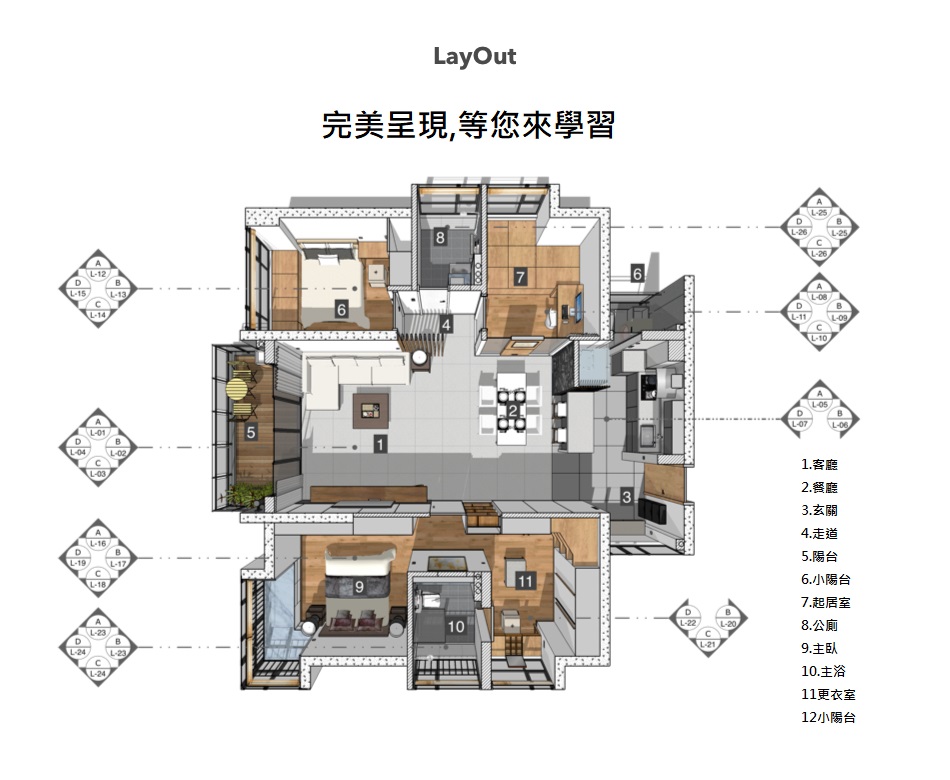 LayOut
完美呈現,等您來學習
A
L-12
D
L-15
B
L-13
C
L-14
A
L-01
D
L-04
B
L-02
C
L-03
A
L-16
D
L-19
B
L-17
C
L-18
A
L-23
D
L-24
B
L-23
C
L-24
8
7
6
6
4
5
2
1
3
9
11
10
A
L-25
D
L-26
B
L-25
C
L-26
A
L-08
D
L-11
B
L-09
C
L-10
A
L-05
D
L-07
B
L-06
D
L-22
B
L-20
C
L-21
1.客廳
2.餐廳
3.玄關
4.走道
5.陽台
6.小陽台
7.起居室
8.公廁
9.主臥
10.主浴
11更衣室
12小陽台